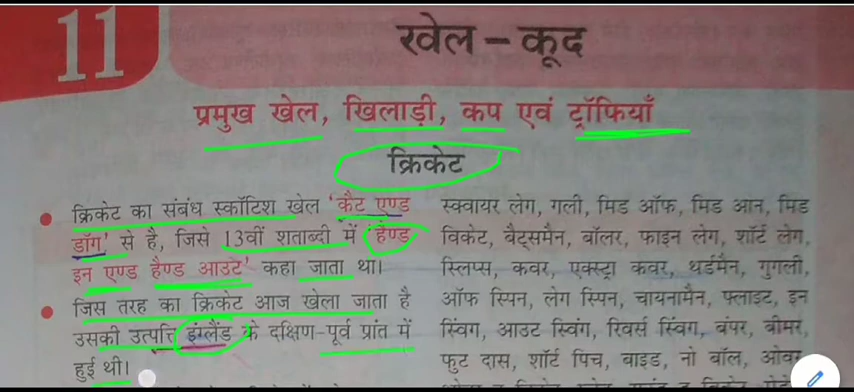 11
खेल – कूद
प्रमुख खेल, खिलाड़ी, कप एवं ट्रॉफियाँ
क्रिकेट
• क्रिकेट का संबंध स्कॉटिश खेल 'कैट एण्ड
डॉग' से है, जिसे 13वीं शताब्दी में 'हैण्ड
इन एण्ड हैण्ड आउट' कहा जाता था।
• जिस तरह का क्रिकेट आज खेला जाता है
उसकी उत्पत्ति इंग्लैंड के दक्षिण-पूर्व प्रांत में
हुई थी।
स्क्वायर लेग, गली, मिड ऑफ, मिड आन, मिड
विकेट, बैट्समैन, बॉलर, फाइन लेग, शॉर्ट लेग,
स्लिप्स, कवर, एक्स्ट्रा कवर, थर्डमैन, गुगली,
ऑफ स्पिन, लेग स्पिन, चायनामैन, फ्लाइट, इन
स्विंग, आउट स्विंग, रिवर्स स्विंग, बंपर, बीमर,
फुट दास, शॉर्ट पिच, वाइड, नो बॉल, ओवर